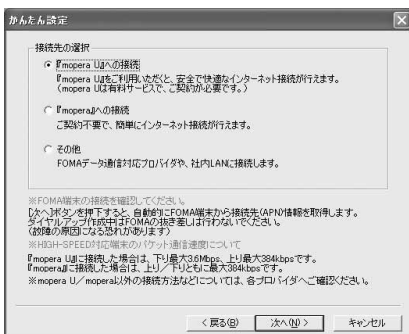 かんたん設定
接続先の選択
『mopera U』への接続
『mopera U』をご利用いただくと、安全で快適なインターネット接続が行えます。
(mopera Uは有料サービスで、ご契約が必要です。)
『mopera』への接続
ご契約不要で、簡単にインターネット接続が行えます。
その他
FOMAデータ通信対応プロバイダや、社内LANに接続します。
※FOMA端末の接続を確認してください。
[次へ]ボタンを押下すると、自動的にFOMA端末から接続先(APN)情報を取得します。
ダイヤルアップ作成中はFOMAの抜き差しは行わないでください。
(故障の原因になる恐れがあります)
※HIGH-SPEED対応端末のパケット通信速度について
『mopera U』に接続した場合は、下り最大3.6Mbps、上り最大384kbpsです。
『mopera』に接続した場合は、上り/下りともに最大384kbpsです。
※mopera U/mopera以外の接続方法などについては、各プロバイダへご確認ください。
< 戻る(B)
次へ(N) >
キャンセル